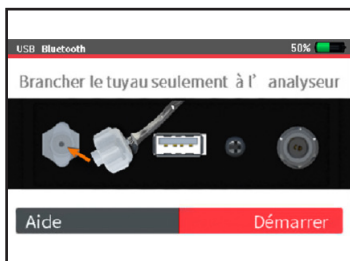 USB Bluetooth 50%
Brancher le tuyau seulement à l' analyseur
Aide Démarrer